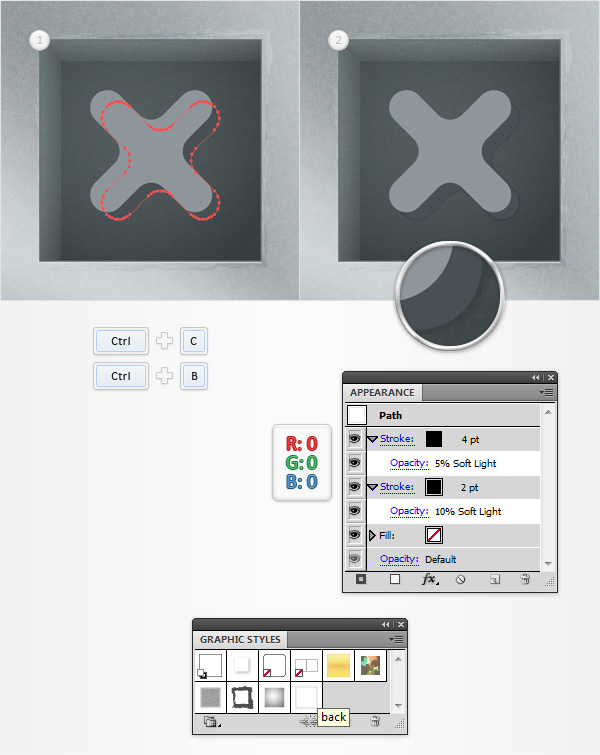 1
2
Ctrl C
Ctrl B
R: 0
G: 0
B: 0
APPEARANCE
Path
Stroke: 4 pt
Opacity: 5% Soft Light
Stroke: 2 pt
Opacity: 10% Soft Light
Fill:
Opacity: Default
fx
GRAPHIC STYLES
back